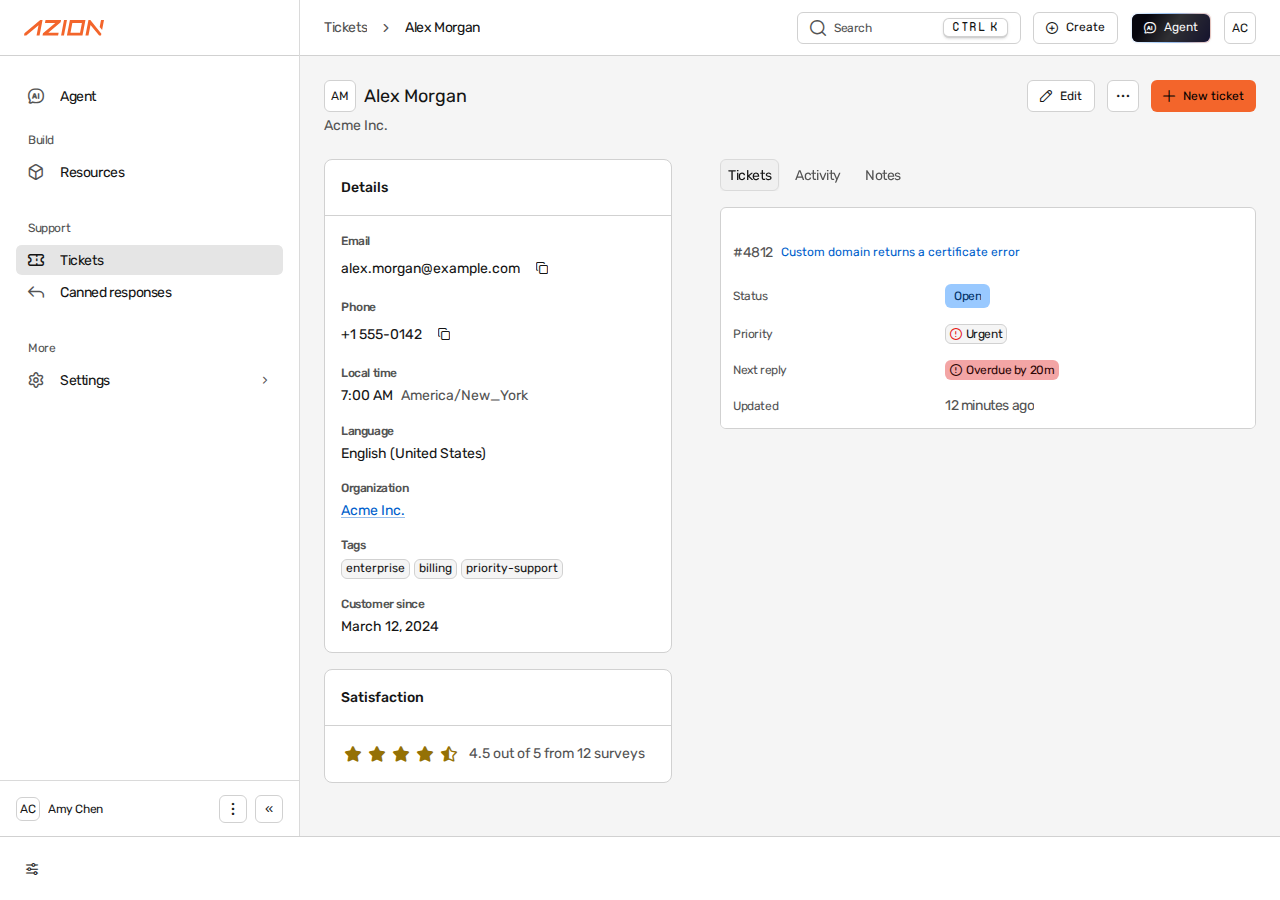 AZION
Tickets > Alex Morgan
Search CTRL K
Create
AI Agent
AC
AI Agent
Build
Resources
Support
Tickets
Canned responses
More
Settings
AC Amy Chen
AM Alex Morgan
Acme Inc.
Edit
New ticket
Details
Email
alex.morgan@example.com
Phone
+1 555-0142
Local time
7:00 AM America/New_York
Language
English (United States)
Organization
Acme Inc.
Tags
enterprise billing priority-support
Customer since
March 12, 2024
Satisfaction
4.5 out of 5 from 12 surveys
Tickets Activity Notes
#4812 Custom domain returns a certificate error
Status Open
Priority Urgent
Next reply Overdue by 20m
Updated 12 minutes ago